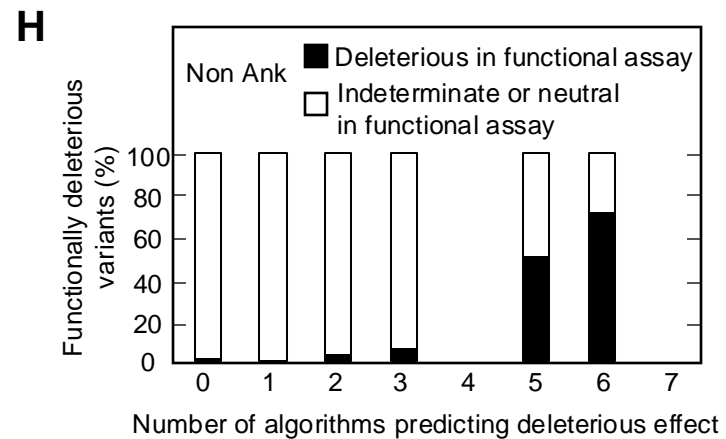 H
Non Ank
Deleterious in functional assay
Indeterminate or neutral
in functional assay
Functionally deleterious
variants (%)
100
80
60
40
20
0
0 1 2 3 4 5 6 7
Number of algorithms predicting deleterious effect